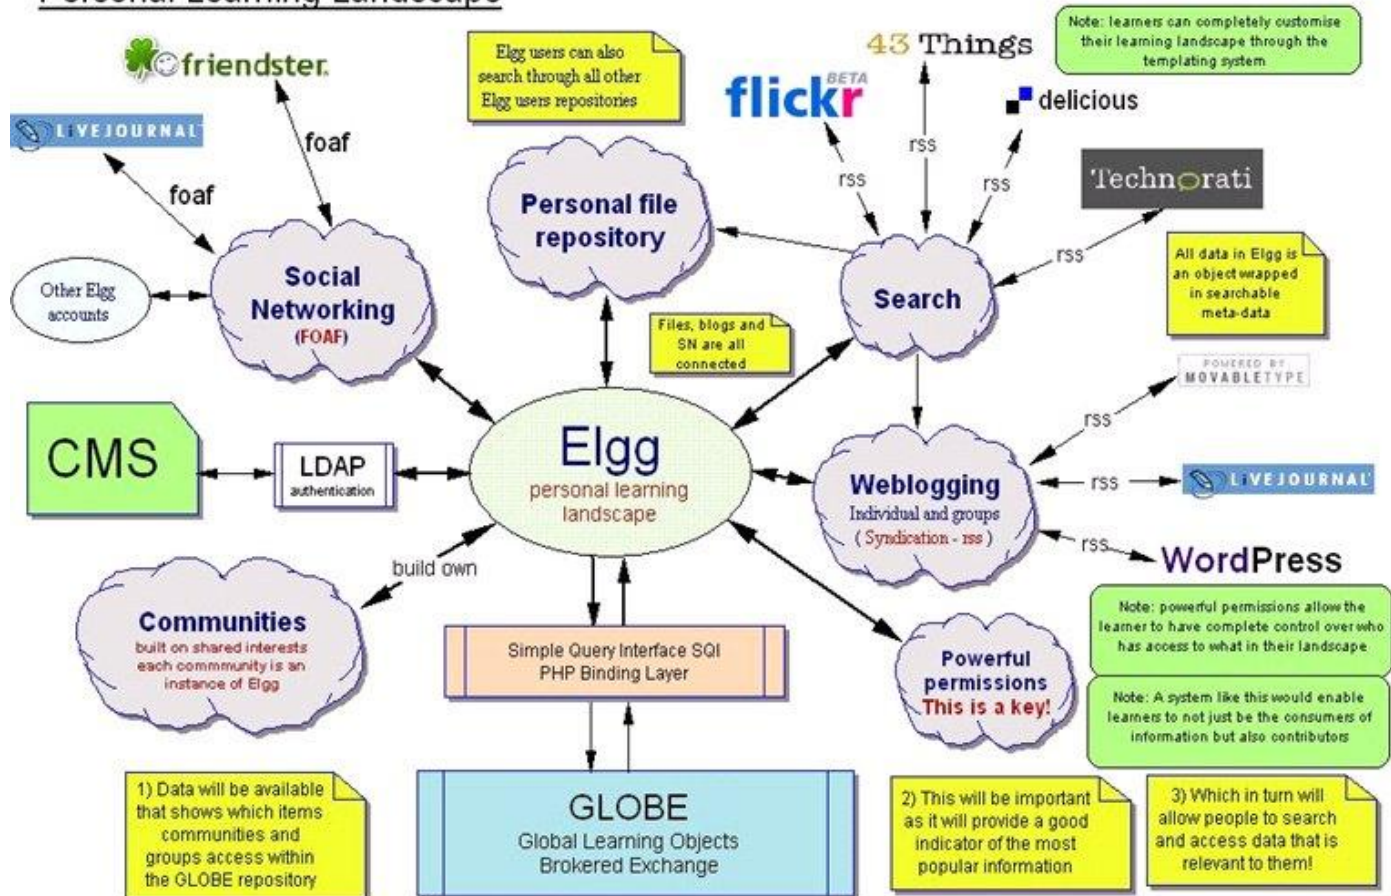 Personal Learning Landscape
friendster.
LiVEJOURNAL
foaf
foaf
Elgg users can also
search through all other
Elgg users repositories
43 Things
flickr
BETA
delicious
Note: learners can completely customise
their learning landscape through the
templating system
rss
rss
rss
Technorati
rss
Personal file
repository
Social
Networking
(FOAF)
Other Elgg
accounts
Search
All data in Elgg is
an object wrapped
in searchable
meta-data
Files, blogs and
SN are all
connected
POWERED BY
MOVABLETYPE
rss
CMS
LDAP
authentication
Elgg
personal learning
landscape
Weblogging
Individual and groups
( Syndication - rss )
rss
LiVEJOURNAL
rss
WordPress
build own
Communities
built on shared interests
each commmunity is an
instance of Elgg
Simple Query Interface SQI
PHP Binding Layer
Powerful
permissions
This is a key!
Note: powerful permissions allow the
learner to have complete control over who
has access to what in their landscape
Note: A system like this would enable
learners to not just be the consumers of
information but also contributors
1) Data will be available
that shows which items
communities and
groups access within
the GLOBE repository
GLOBE
Global Learning Objects
Brokered Exchange
2) This will be important
as it will provide a good
indicator of the most
popular information
3) Which in turn will
allow people to search
and access data that is
relevant to them!